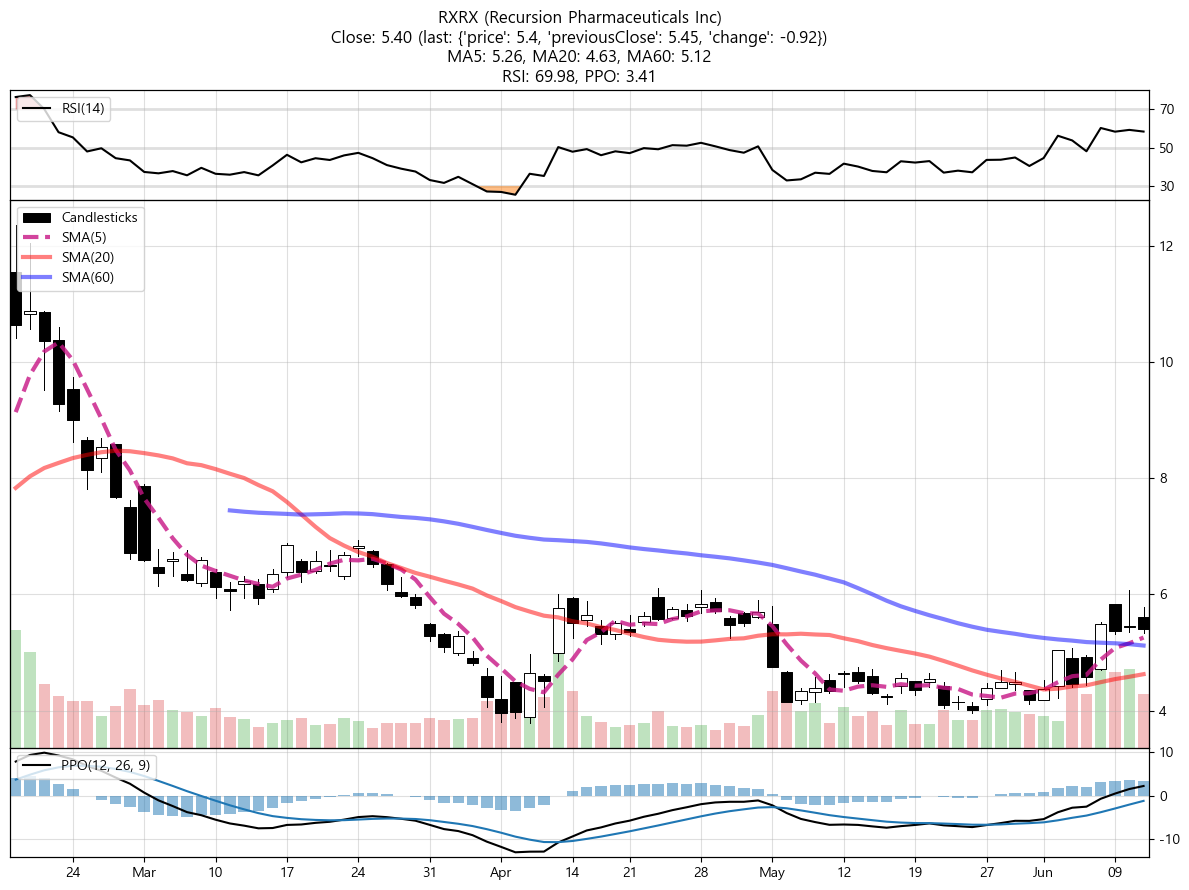 RXRX (Recursion Pharmaceuticals Inc)
Close: 5.40 (last: {'price': 5.4, 'previousClose': 5.45, 'change': -0.92})
MA5: 5.26, MA20: 4.63, MA60: 5.12
RSI: 69.98, PPO: 3.41
RSI(14)
70
50
30
Candlesticks
SMA(5)
SMA(20)
SMA(60)
12
10
8
6
4
PPO(12, 26, 9)
10
0
-10
24 Mar 10 17 24 31 Apr 14 21 28 May 12 19 27 Jun 09